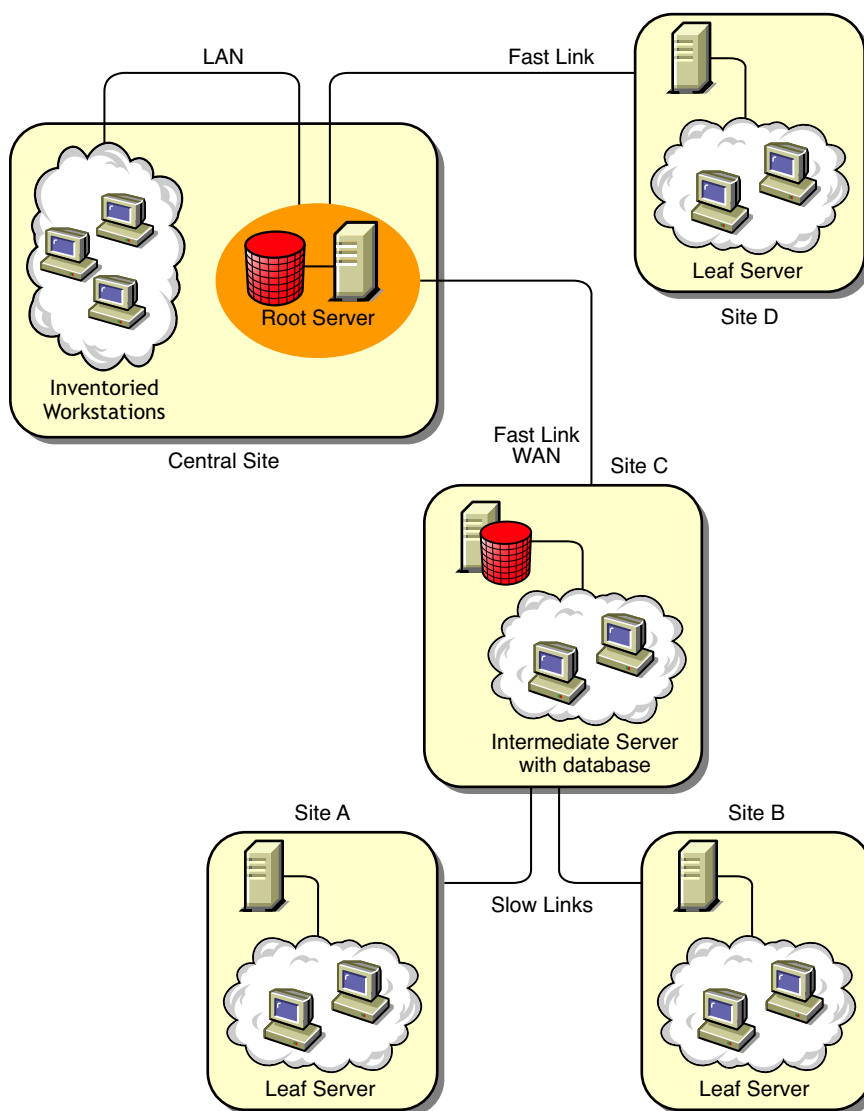 LAN
Fast Link
Root Server
Inventoried
Workstations
Central Site
Leaf Server
Site D
Fast Link
WAN
Site C
Intermediate Server
with database
Site A
Site B
Slow Links
Leaf Server
Leaf Server